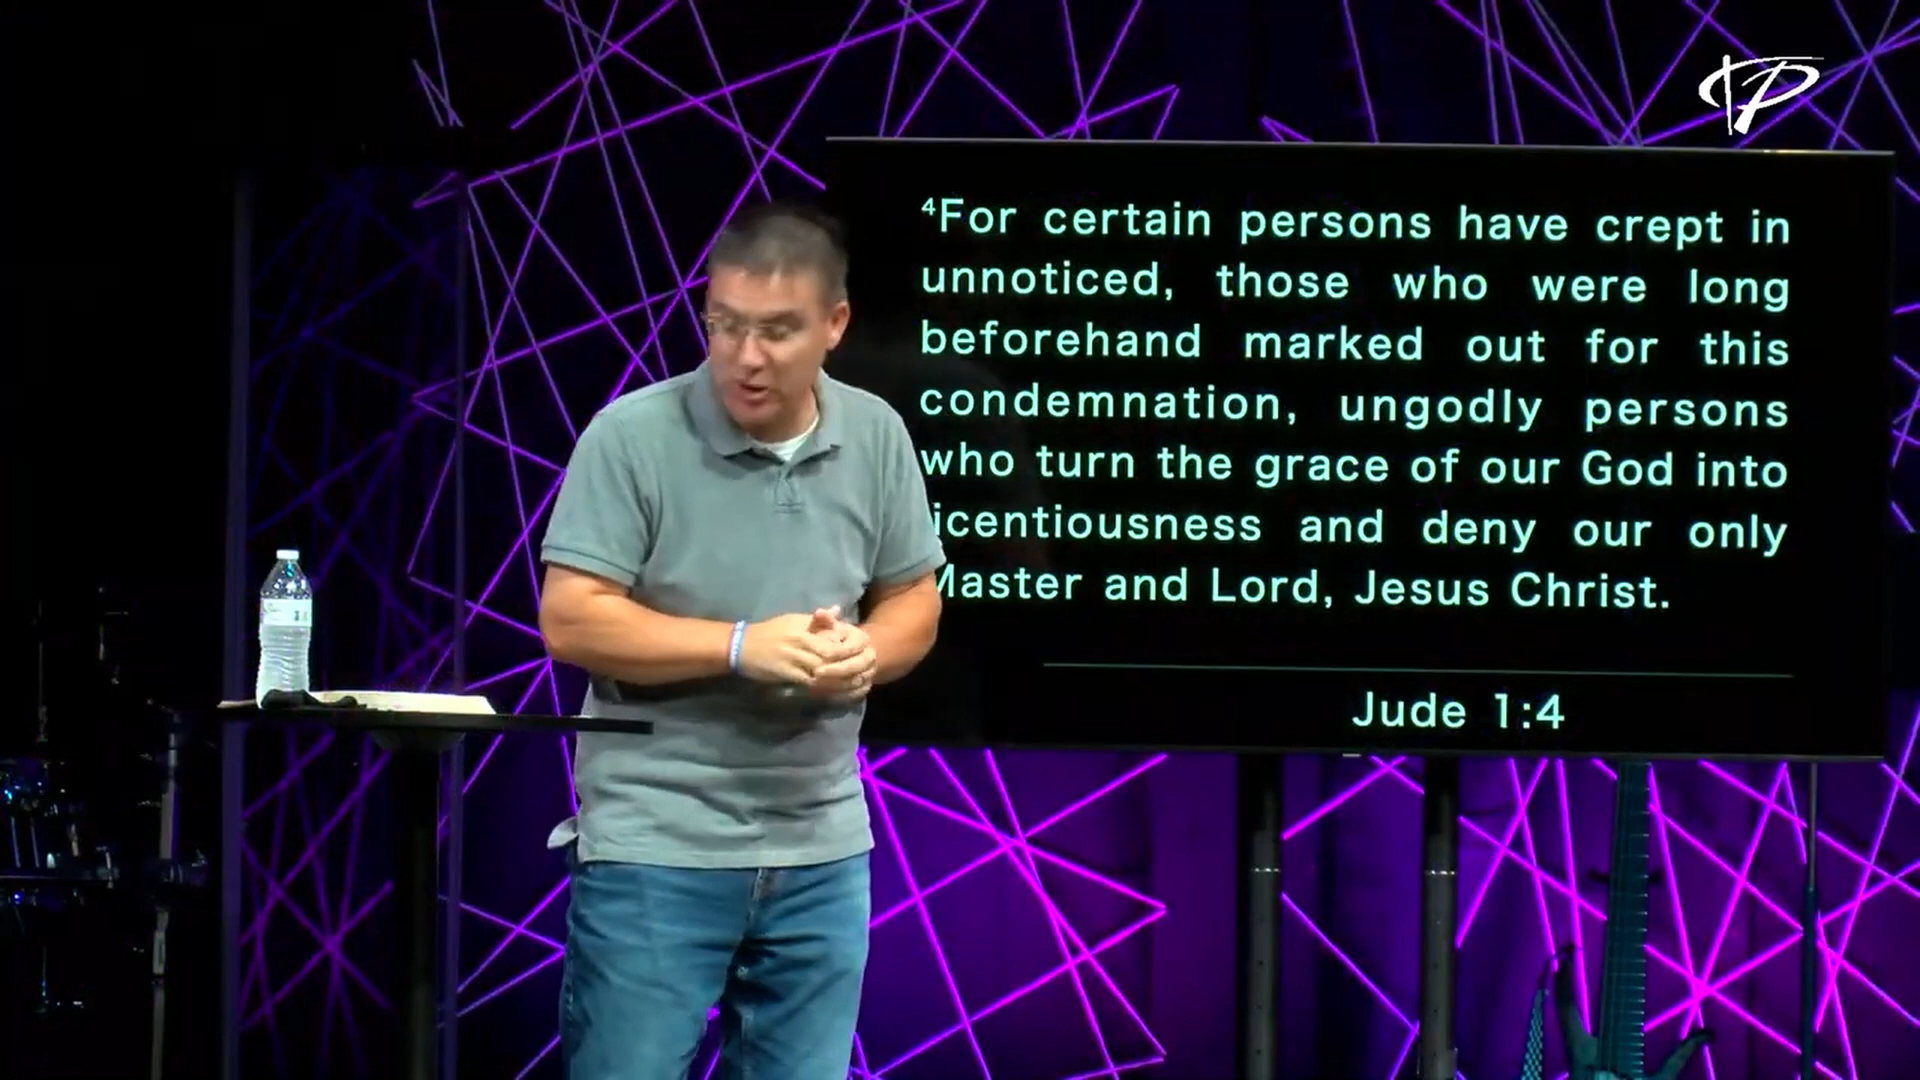 ⁴For certain persons have crept in
unnoticed, those who were long
beforehand marked out for this
condemnation, ungodly persons
who turn the grace of our God into
icentiousness and deny our only
Master and Lord, Jesus Christ.
Jude 1:4